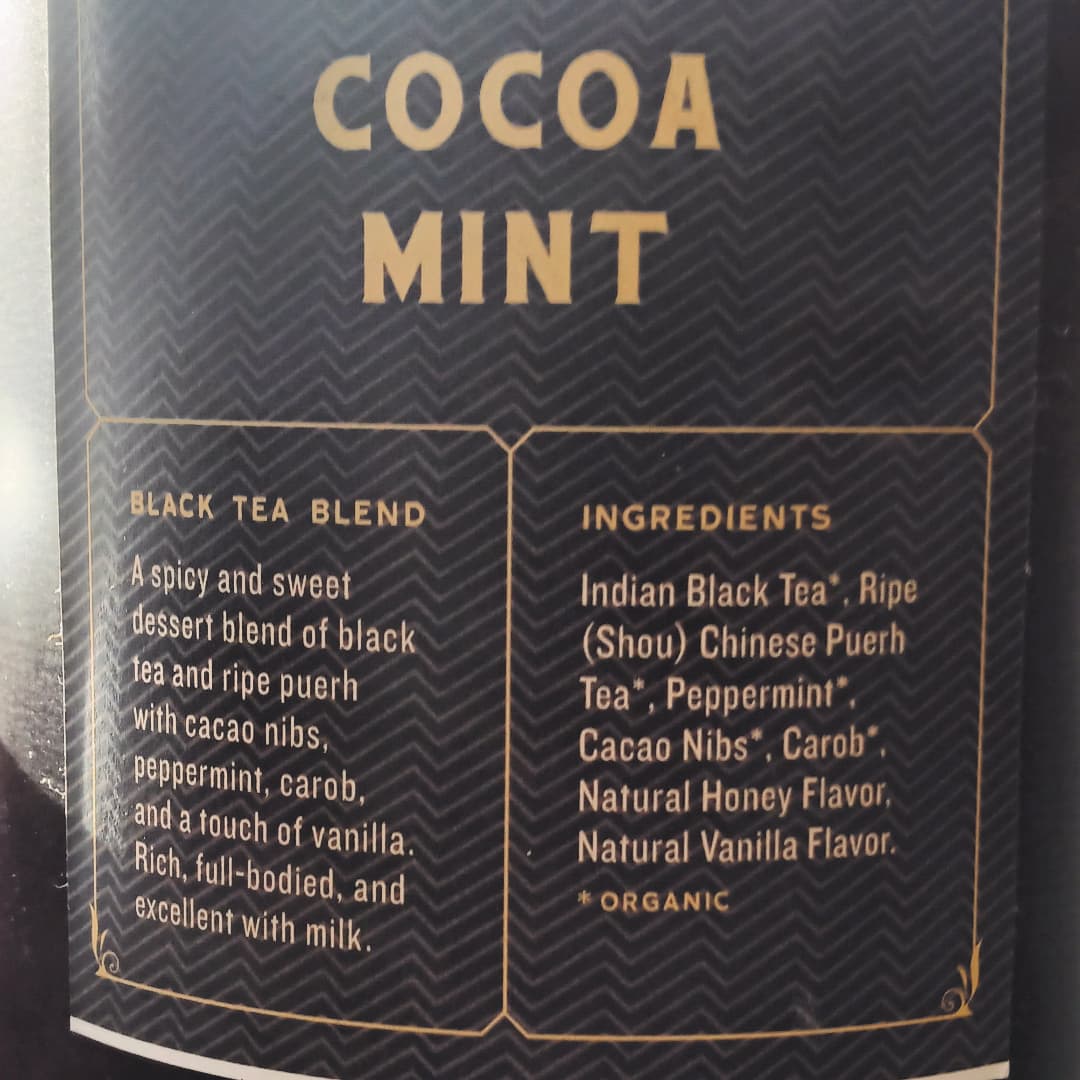 COCOA
MINT
BLACK TEA BLEND
A spicy and sweet
dessert blend of black
tea and ripe puerh
with cacao nibs,
peppermint, carob,
and a touch of vanilla.
Rich, full-bodied, and
excellent with milk.
INGREDIENTS
Indian Black Tea*, Ripe
(Shou) Chinese Puerh
Tea*, Peppermint*,
Cacao Nibs*, Carob*,
Natural Honey Flavor,
Natural Vanilla Flavor.
* ORGANIC